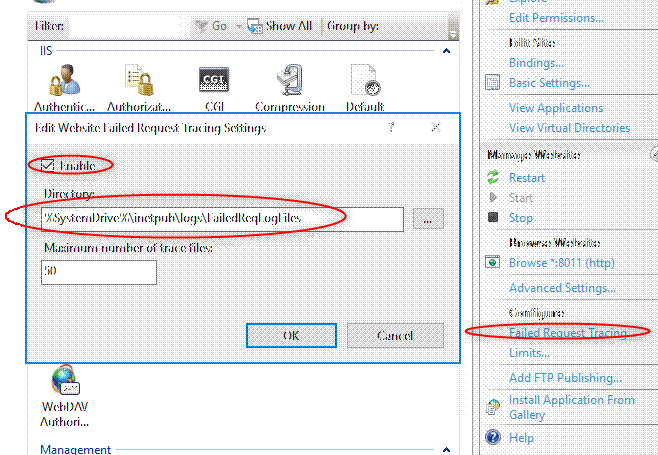 Filter:
Go
Show All
Group by:
IIS
Authentic...
Authorizat...
CGI
CGI
Compression
Default
Edit Website Failed Request Tracing Settings
?
Enable
Directory:
%SystemDrive%\inetpub\logs\FailedReqLogFiles
...
Maximum number of trace files:
50
OK
Cancel
WebDAV
Authori...
Management
Explore
Edit Permissions...
Edit Site
Bindings...
Basic Settings...
View Applications
View Virtual Directories
Manage Website
Restart
Start
Stop
Browse Website
Browse *:8011 (http)
Advanced Settings...
Configure
Failed Request Tracing...
Limits...
Add FTP Publishing...
Install Application From
Gallery
Help